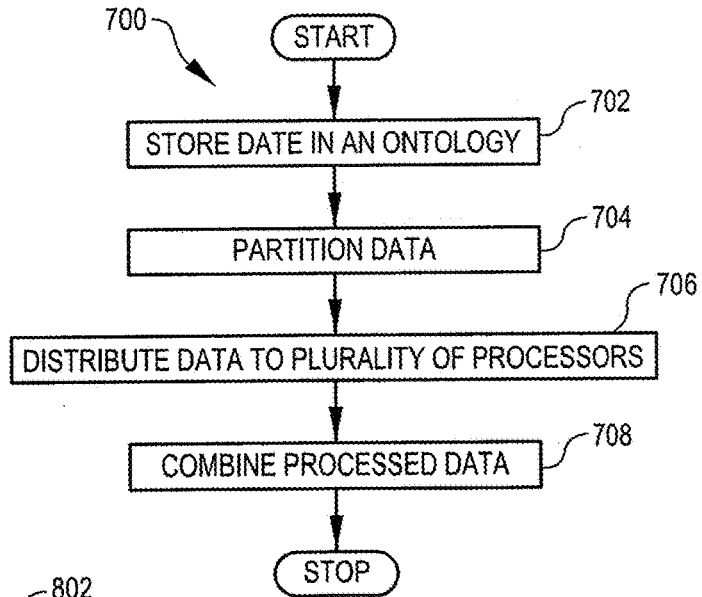 700
START
702
STORE DATE IN AN ONTOLOGY
704
PARTITION DATA
706
DISTRIBUTE DATA TO PLURALITY OF PROCESSORS
708
COMBINE PROCESSED DATA
STOP
802